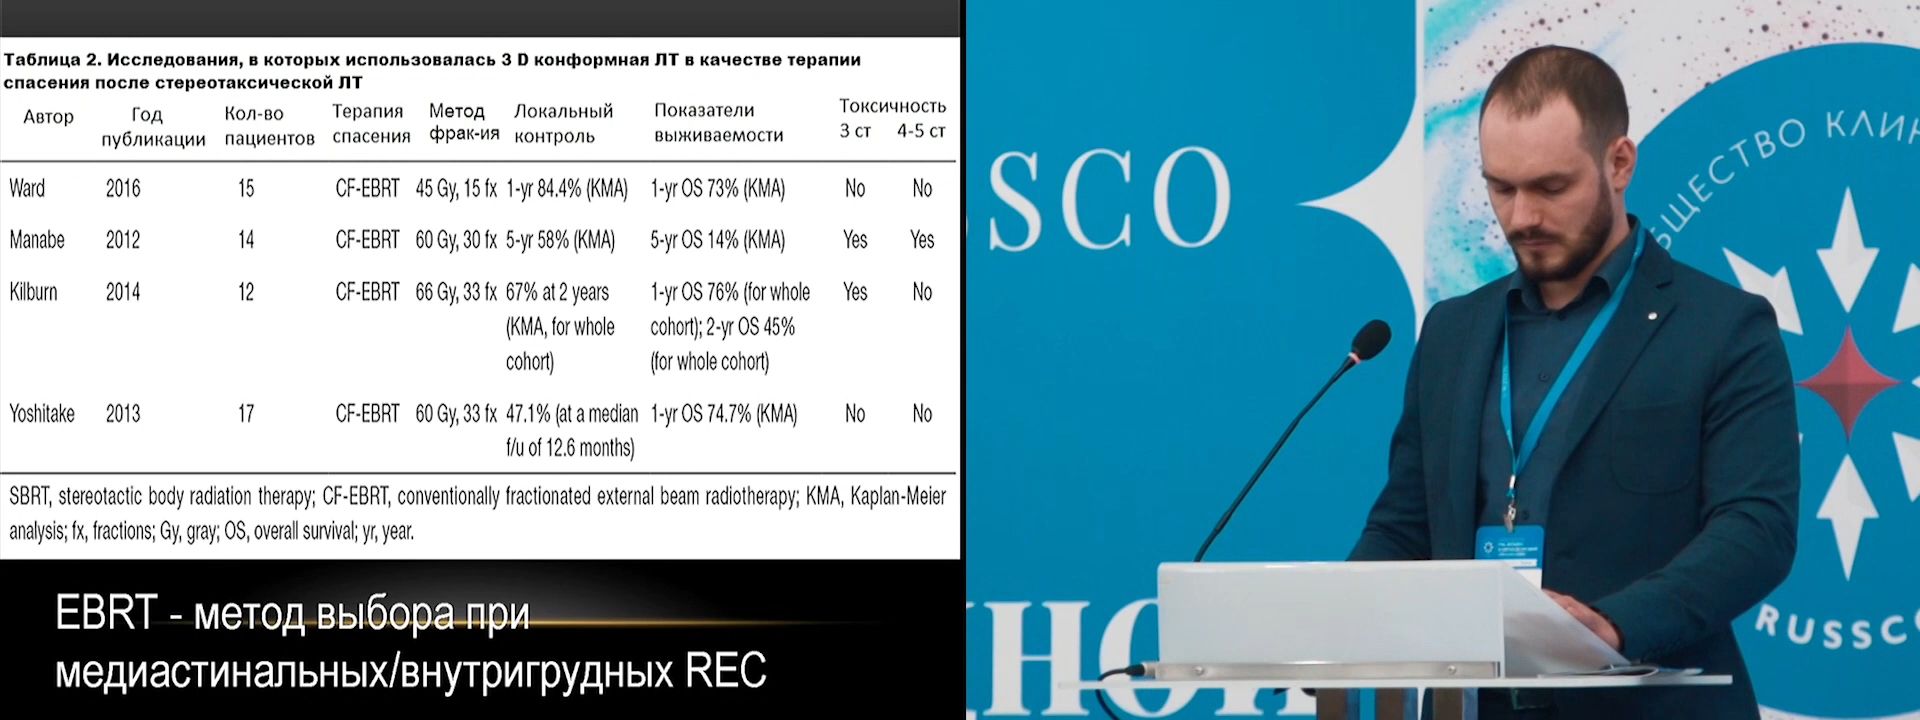 Таблица 2. Исследования, в которых использовалась 3 D конформная ЛТ в качестве терапии
спасения после стереотаксической ЛТ
Автор Год публикации Кол-во пациентов Терапия спасения Метод фрак-ия Локальный контроль Показатели выживаемости Токсичность 3 ст 4-5 ст
Ward 2016 15 CF-EBRT 45 Gy, 15 fx 1-yr 84.4% (KMA) 1-yr OS 73% (KMA) No No
Manabe 2012 14 CF-EBRT 60 Gy, 30 fx 5-yr 58% (KMA) 5-yr OS 14% (KMA) Yes Yes
Kilburn 2014 12 CF-EBRT 66 Gy, 33 fx 67% at 2 years 1-yr OS 76% (for whole Yes No
(KMA, for whole cohort); 2-yr OS 45%
cohort) (for whole cohort)
Yoshitake 2013 17 CF-EBRT 60 Gy, 33 fx 47.1% (at a median 1-yr OS 74.7% (KMA) No No
f/u of 12.6 months)
SBRT, stereotactic body radiation therapy; CF-EBRT, conventionally fractionated external beam radiotherapy; KMA, Kaplan-Meier
analysis; fx, fractions; Gy, gray; OS, overall survival; yr, year.
EBRT - метод выбора при
медиастинальных/внутригрудных REC
SCO
БЩЕСТВО КЛИН
RUSSC
НОЙ